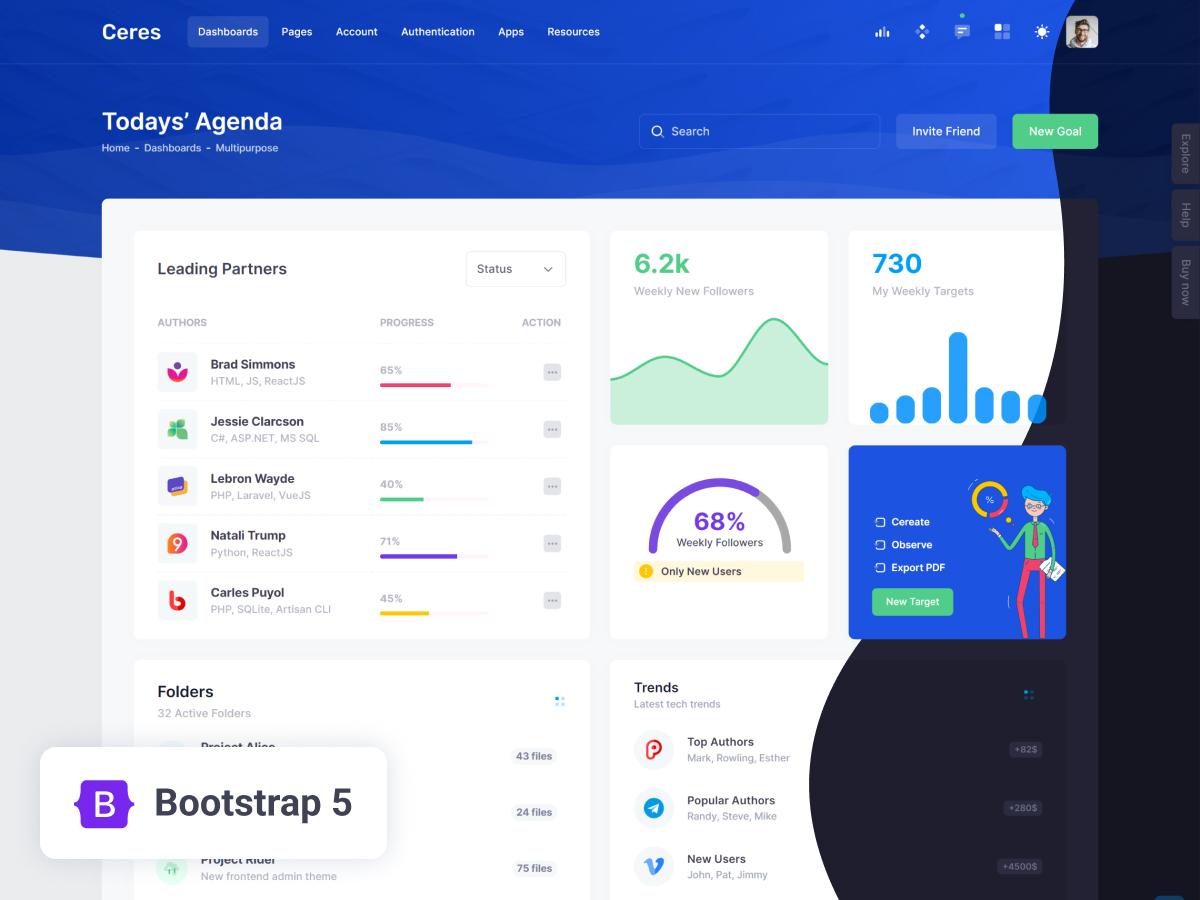 Ceres
Dashboards
Pages
Account
Authentication
Apps
Resources
Todays’ Agenda
Home - Dashboards - Multipurpose
Search
Invite Friend
New Goal
Explore
Help
Buy now
Leading Partners
Status
AUTHORS PROGRESS ACTION
Brad Simmons
HTML, JS, ReactJS
65%
Jessie Clarcson
C#, ASP.NET, MS SQL
85%
Lebron Wayde
PHP, Laravel, VueJS
40%
Natali Trump
Python, ReactJS
71%
Carles Puyol
PHP, SQLite, Artisan CLI
45%
6.2k
Weekly New Followers
730
My Weekly Targets
68%
Weekly Followers
Only New Users
%
Cereate
Observe
Export PDF
New Target
Folders
32 Active Folders
Project Alice
43 files
24 files
Project Rider
New frontend admin theme
75 files
B
Bootstrap 5
Trends
Latest tech trends
Top Authors
Mark, Rowling, Esther
+82$
Popular Authors
Randy, Steve, Mike
+280$
New Users
John, Pat, Jimmy
+4500$